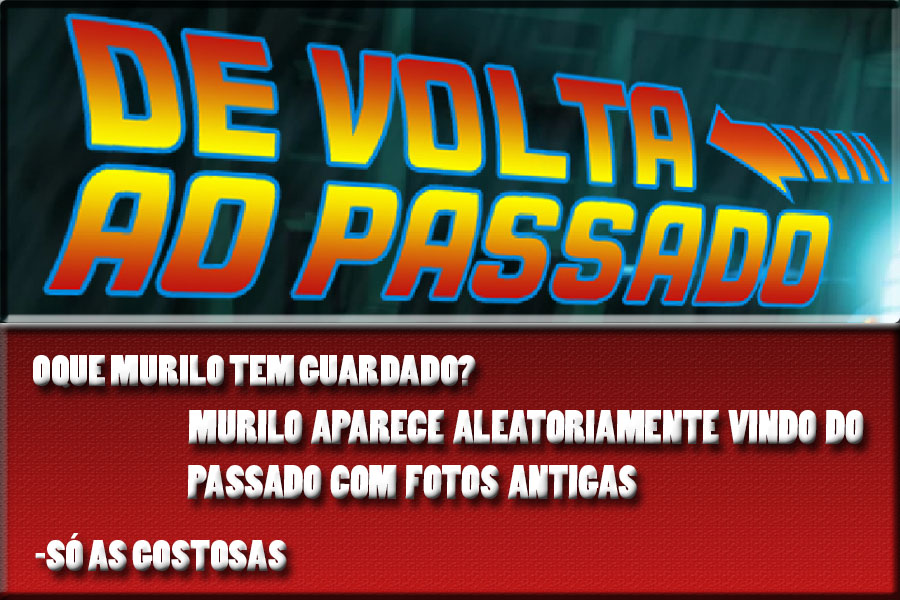 DE VOLTA
AO PASSADO
OQUE MURILO TEM GUARDADO?
MURILO APARECE ALEATORIAMENTE VINDO DO
PASSADO COM FOTOS ANTIGAS
-SÓ AS GOSTOSAS